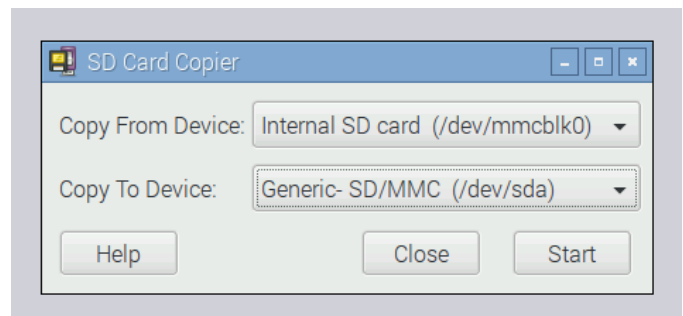 SD Card Copier
Copy From Device: Internal SD card (/dev/mmcblk0)
Copy To Device: Generic- SD/MMC (/dev/sda)
Help Close Start